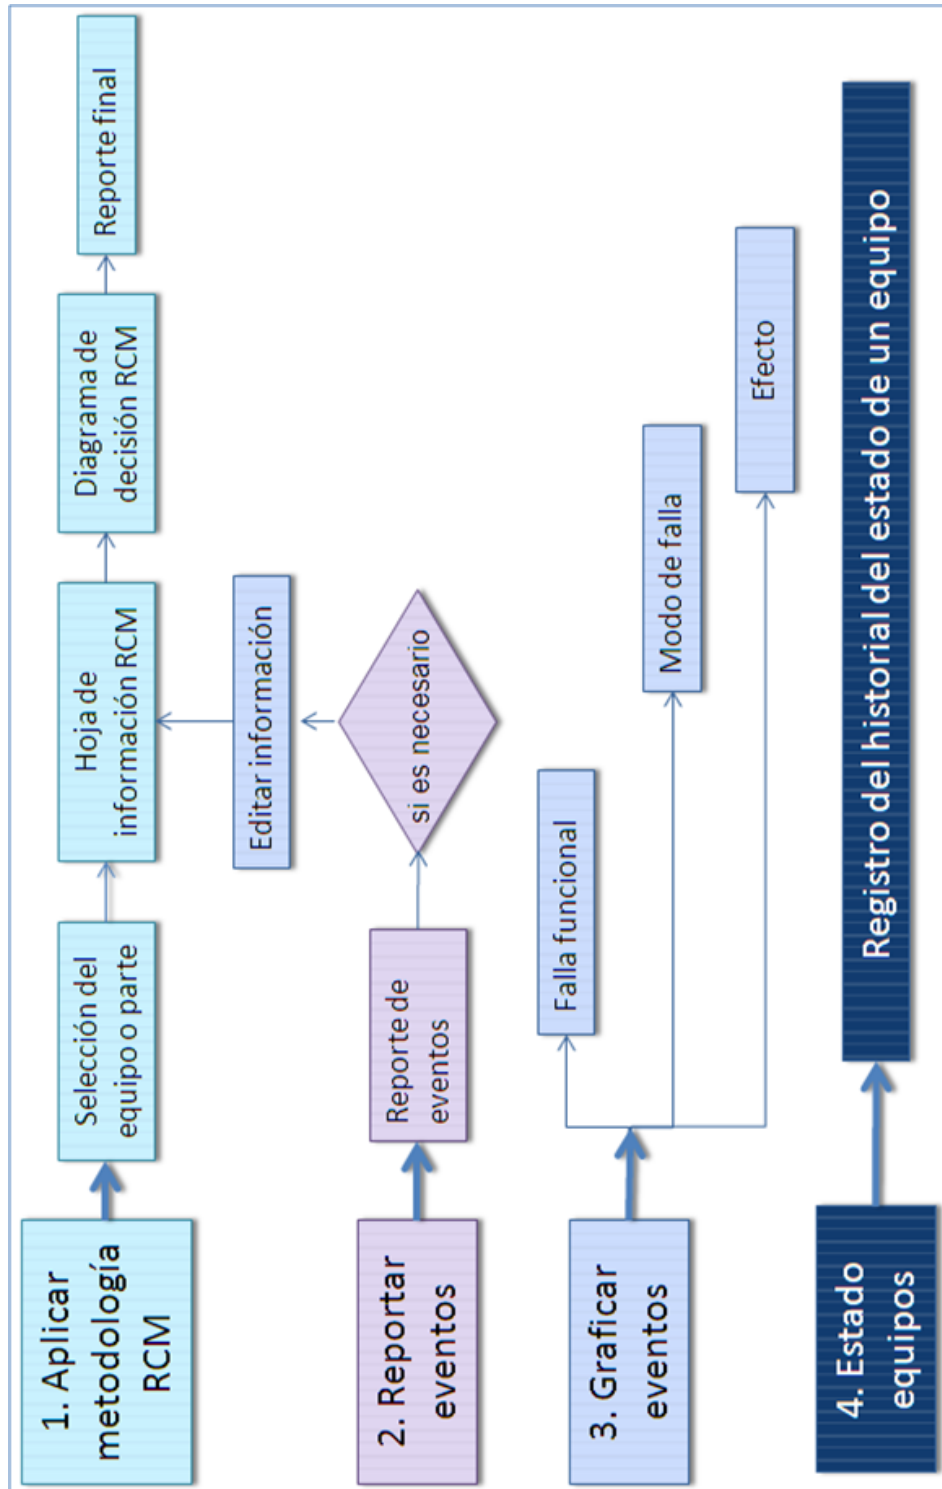 1. Aplicar
metodología
RCM
Selección del
equipo o parte
Hoja de
información RCM
Diagrama de
decisión RCM
Reporte final
Editar información
2. Reportar
eventos
Reporte de
eventos
si es necesario
3. Graficar
eventos
Falla funcional
Modo de falla
Efecto
4. Estado
equipos
Registro del historial del estado de un equipo